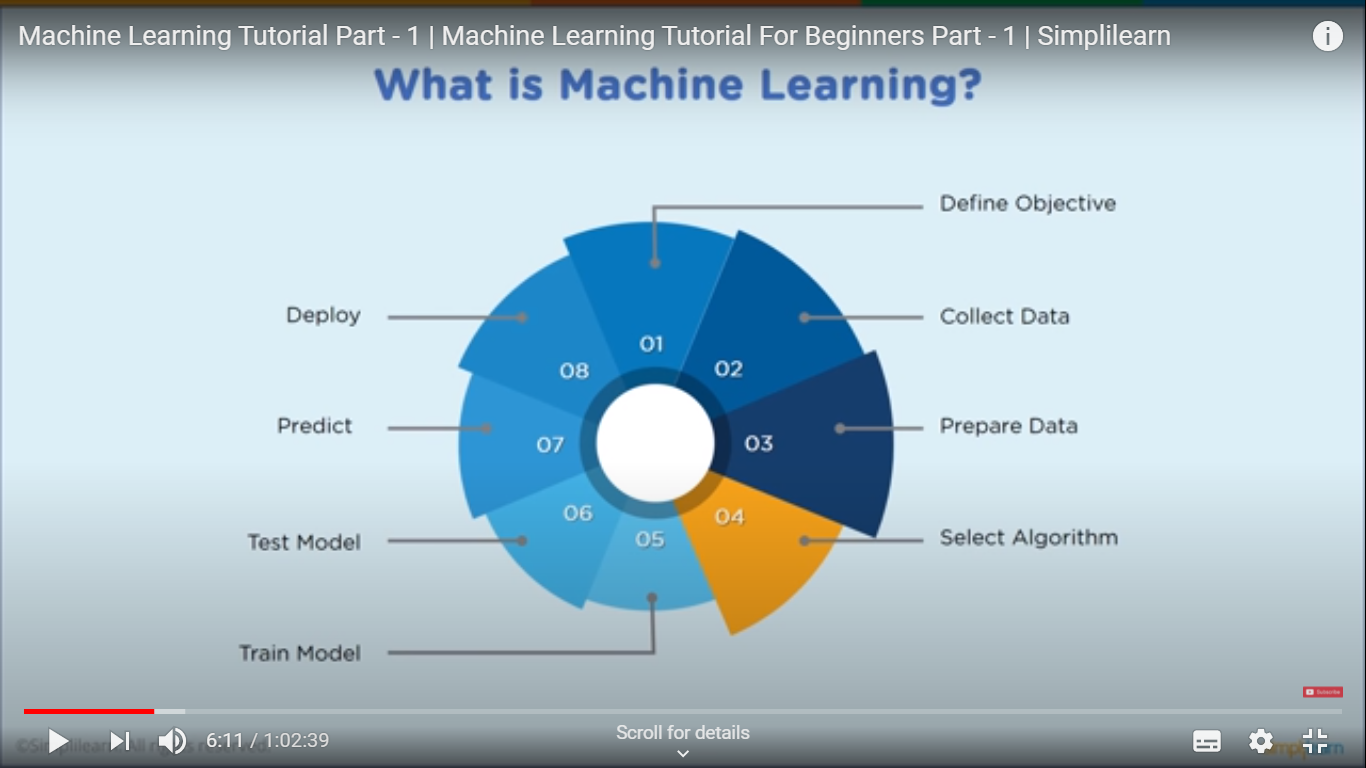 Machine Learning Tutorial Part - 1 | Machine Learning Tutorial For Beginners Part - 1 | Simplilearn
What is Machine Learning?
Define Objective
Collect Data
Prepare Data
Select Algorithm
Deploy
Predict
Test Model
Train Model
01
02
03
04
05
06
07
08
Subscribe
6:11 / 1:02:39
Scroll for details
©Simplilearn. All rights reserved.
simplilearn